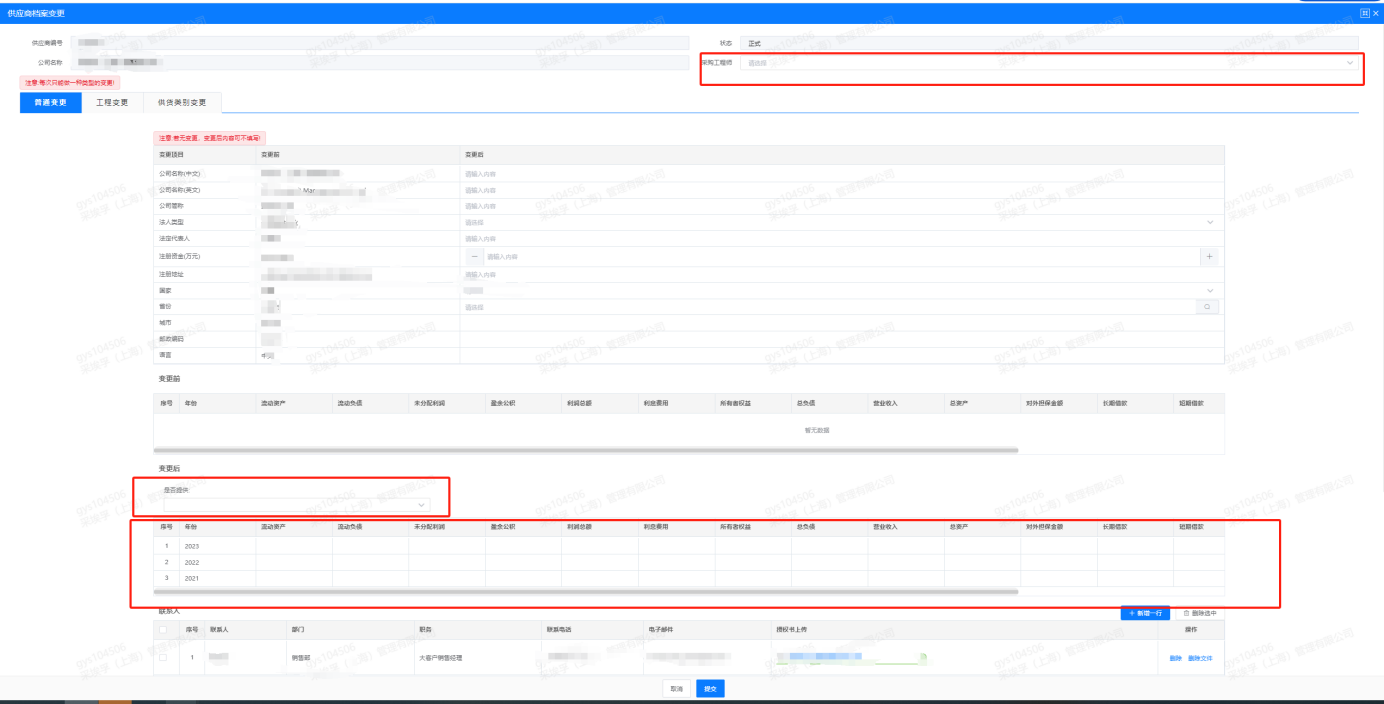 供应商档案变更
供应商编号
状态 正式
公司名称
采购工程师 请选择
注意:每次只能做一种类型的变更!
普通变更 工程变更 供货类别变更
注意:若无变更，变更后内容可不填写!
变更项目 变更前 变更后
公司名称(中文) 请输入内容
公司名称(英文) 请输入内容
公司简称 请输入内容
法人类型 请选择
法定代表人 请输入内容
注册资金(万元) 请输入内容
注册地址 请输入内容
国家
省份 请选择
城市
邮政编码
语言 中文
变更前
序号 年份 流动资产 流动负债 未分配利润 盈余公积 利润总额 利息费用 所有者权益 总负债 营业收入 总资产 对外担保金额 长期借款 短期借款
暂无数据
变更后
是否提供:
序号 年份 流动资产 流动负债 未分配利润 盈余公积 利润总额 利息费用 所有者权益 总负债 营业收入 总资产 对外担保金额 长期借款 短期借款
1 2023
2 2022
3 2021
联系人
+ 新增一行 删除选中
序号 联系人 部门 职务 联系电话 电子邮件 授权书上传 操作
1 销售部 大客户销售经理 删除 删除文件
取消 提交